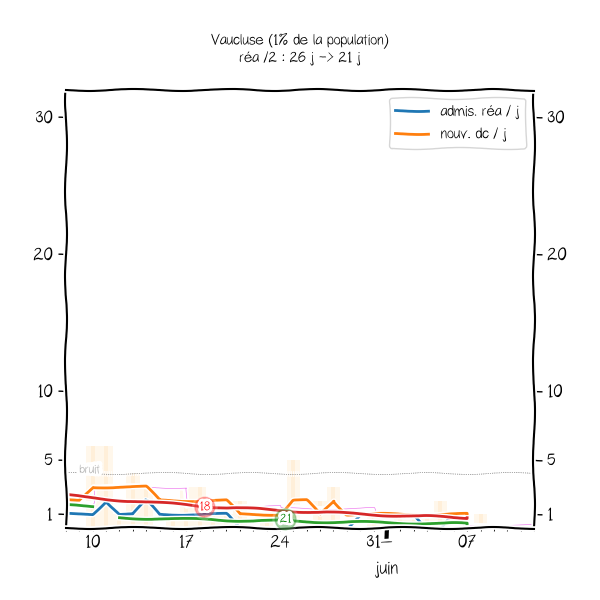 Vaucluse (1% de la population)
réa /2 : 26 j -> 21 j
admis. réa / j
nouv. dc / j
30
30
20
20
10
10
5
5
bruit
18
21
1
1
10
17
24
31
07
juin